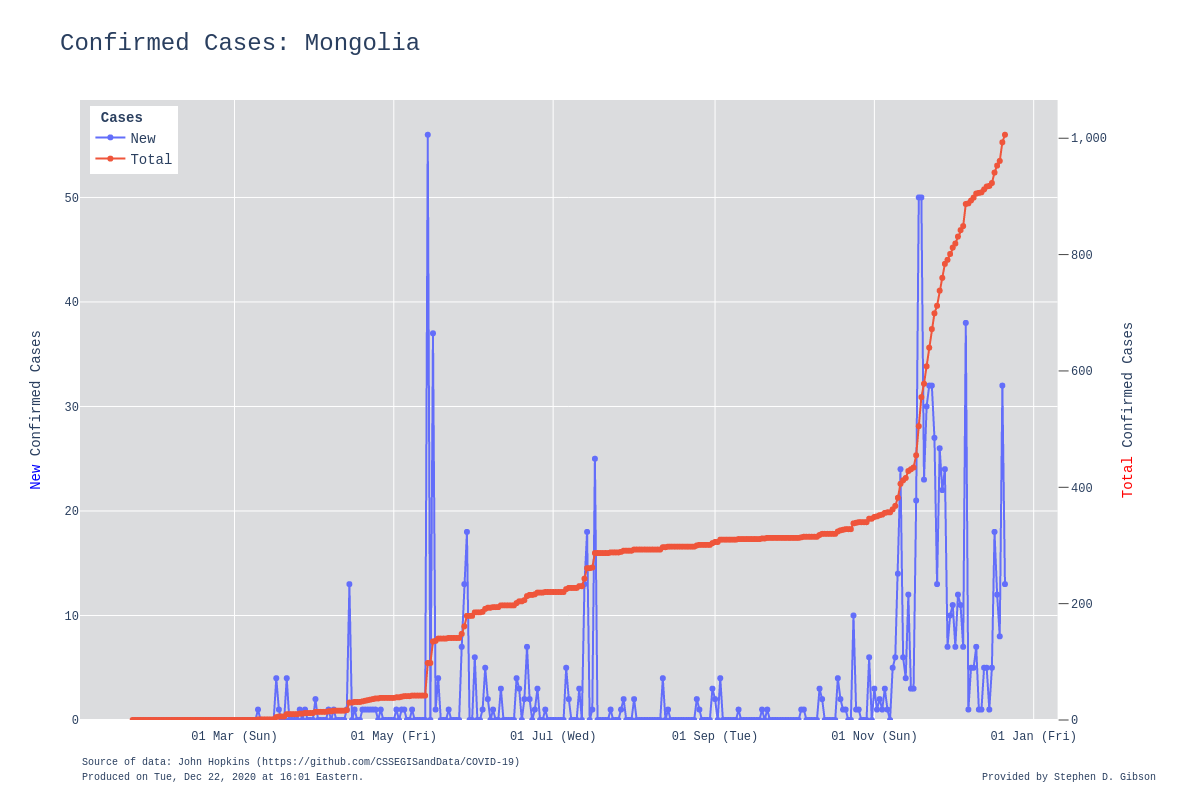 Confirmed Cases: Mongolia
Cases
New
Total
1,000
50
800
40
600
30
400
20
200
10
0
0
New Confirmed Cases
Total Confirmed Cases
01 Mar (Sun)
01 May (Fri)
01 Jul (Wed)
01 Sep (Tue)
01 Nov (Sun)
01 Jan (Fri)
Source of data: John Hopkins (https://github.com/CSSEGISandData/COVID-19)
Produced on Tue, Dec 22, 2020 at 16:01 Eastern.
Provided by Stephen D. Gibson